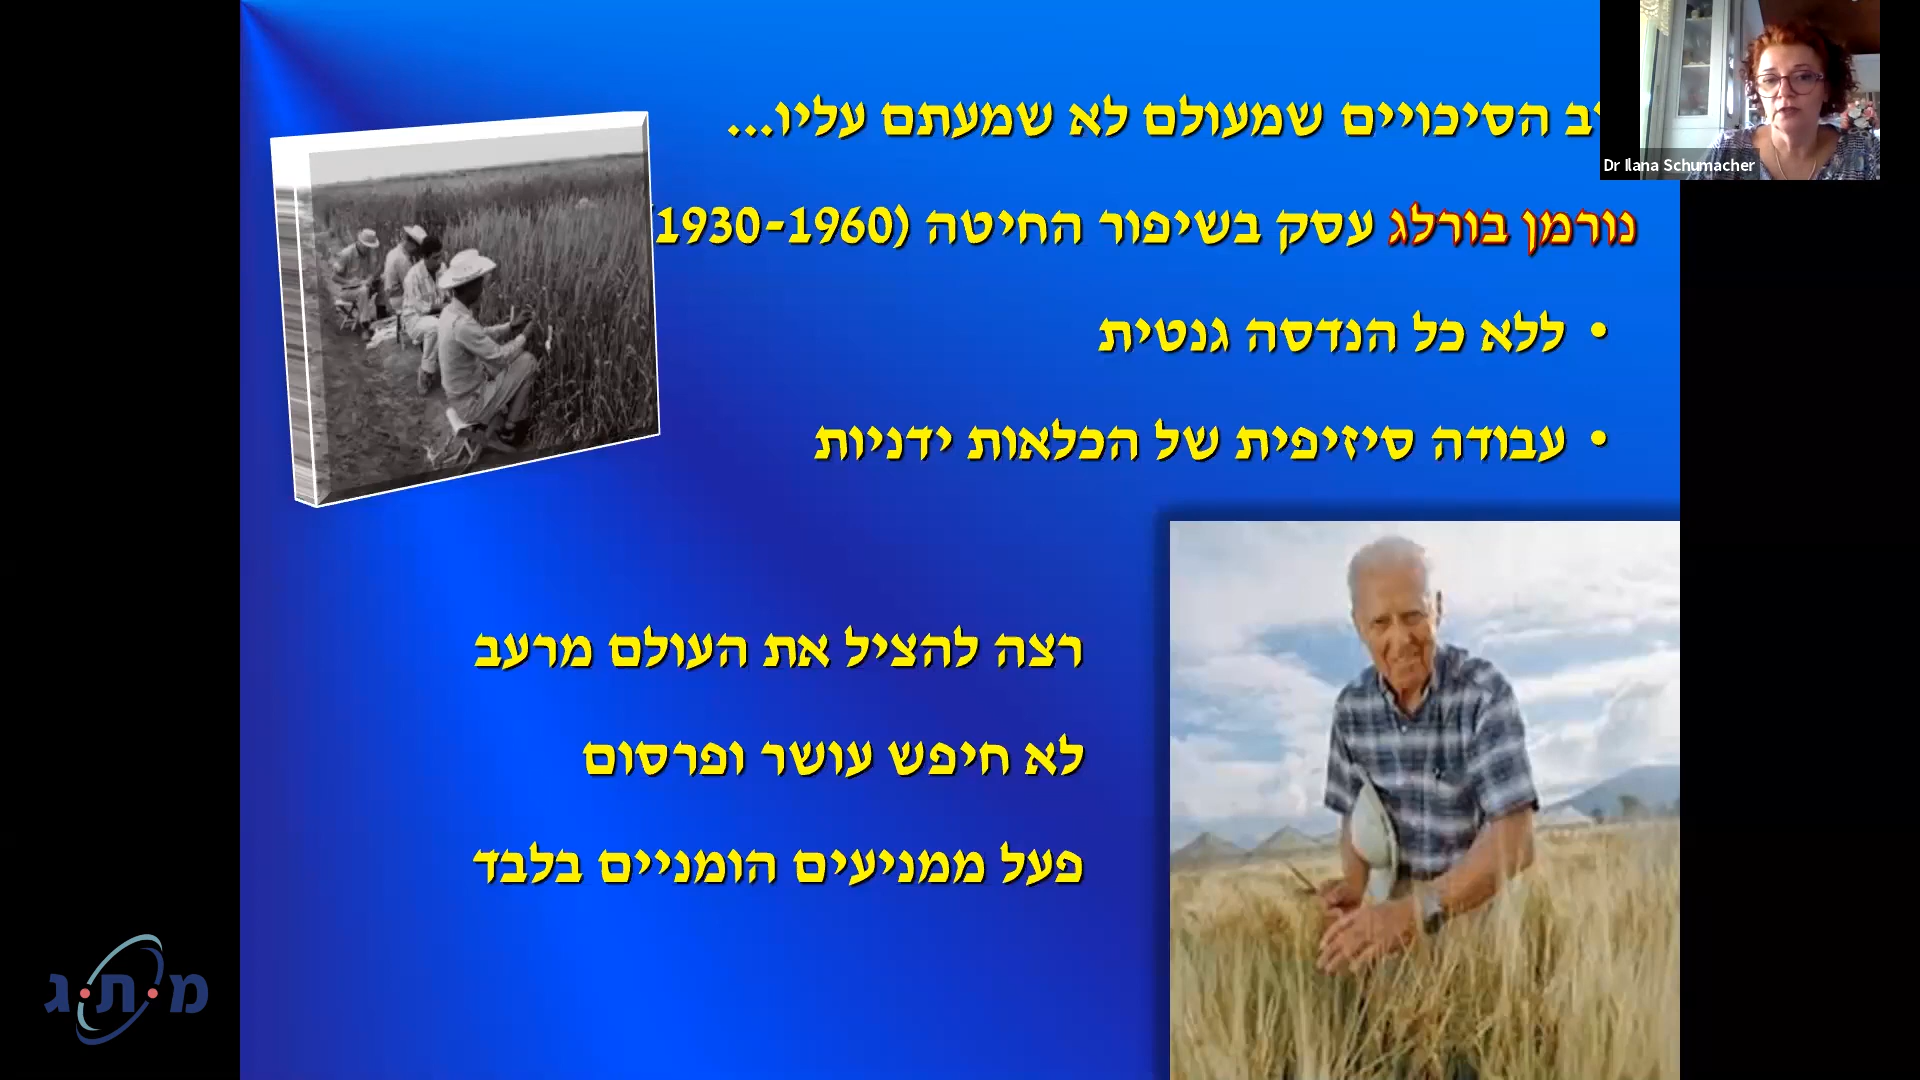 הסיכויים שמעולם לא שמעתם עליו...
נורמן בורלג עסק בשיפור החיטה (1930-1960)
• ללא כל הנדסה גנטית
• עבודה סיזיפית של הכלאות ידניות
רצה להציל את העולם מרעב
לא חיפש עושר ופרסום
פעל ממניעים הומניים בלבד
Dr Ilana Schumacher
מ.ת.ג